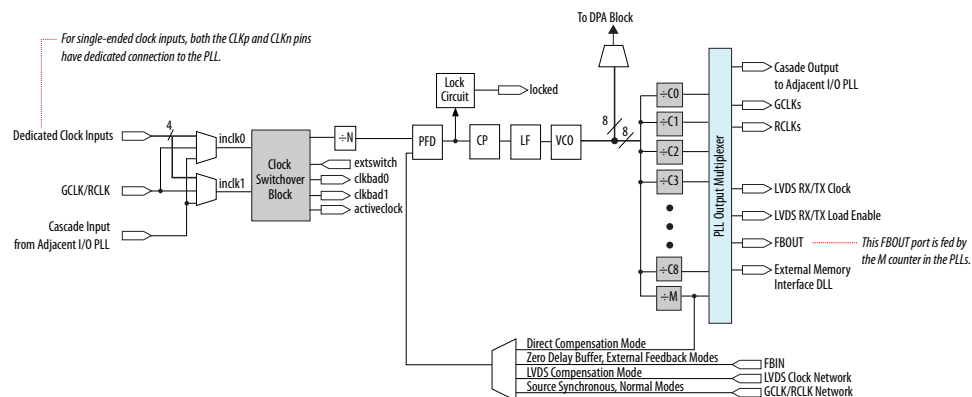 To DPA Block
For single-ended clock inputs, both the CLKp and CLKn pins
have dedicated connection to the PLL.
Lock
Circuit
locked
÷C0
Casade Output
to Adjacent I/O PLL
4
8
8
÷C1
GCLKs
RCLKs
Dedicated Clock Inputs
inclk0
÷N
PFD
CP
LF
VCO
÷C2
Clock
Switchover
Block
extswitch
clkbad0
clkbad1
activeclock
÷C3
PLL Output Multiplexer
GCLK/RCLK
inclk1
LVDS RX/TX Clock
LVDS RX/TX Load Enable
Cascade Input
from Adjacent I/O PLL
FBOUT
This FBOUT port is fed by
the M counter in the PLLs.
÷C8
External Memory
Interface DLL
÷M
Direct Compensation Mode
Zero Delay Buffer, External Feedback Modes
FBIN
LVDS Compensation Mode
LVDS Clock Network
Source Synchronous, Normal Modes
GCLK/RCLK Network